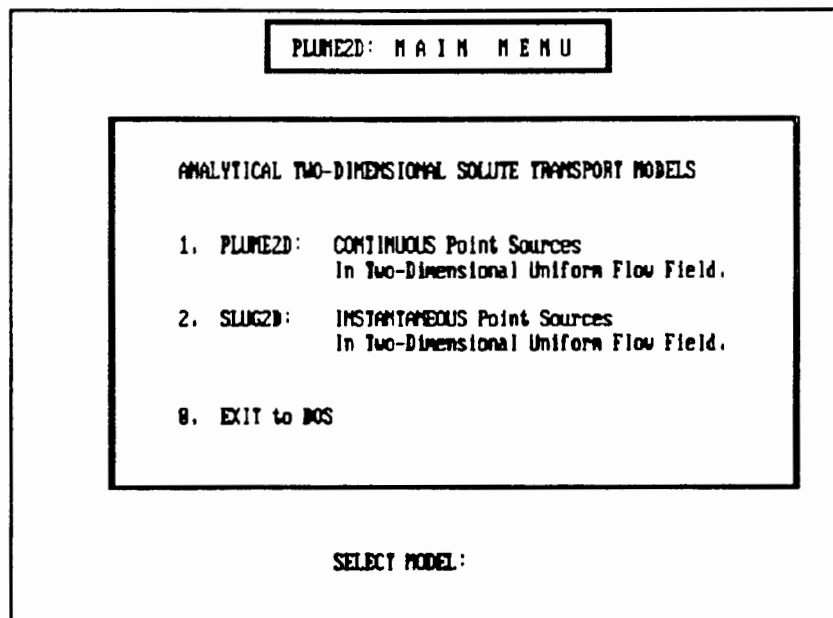 PLUME2D: M A I N M E N U
ANALYTICAL TWO-DIMENSIONAL SOLUTE TRANSPORT MODELS
1. PLUME2D: CONTINUOUS Point Sources
In Two-Dimensional Uniform Flow Field.
2. SLUG2D: INSTANTANEOUS Point Sources
In Two-Dimensional Uniform Flow Field.
0. EXIT to DOS
SELECT MODEL: